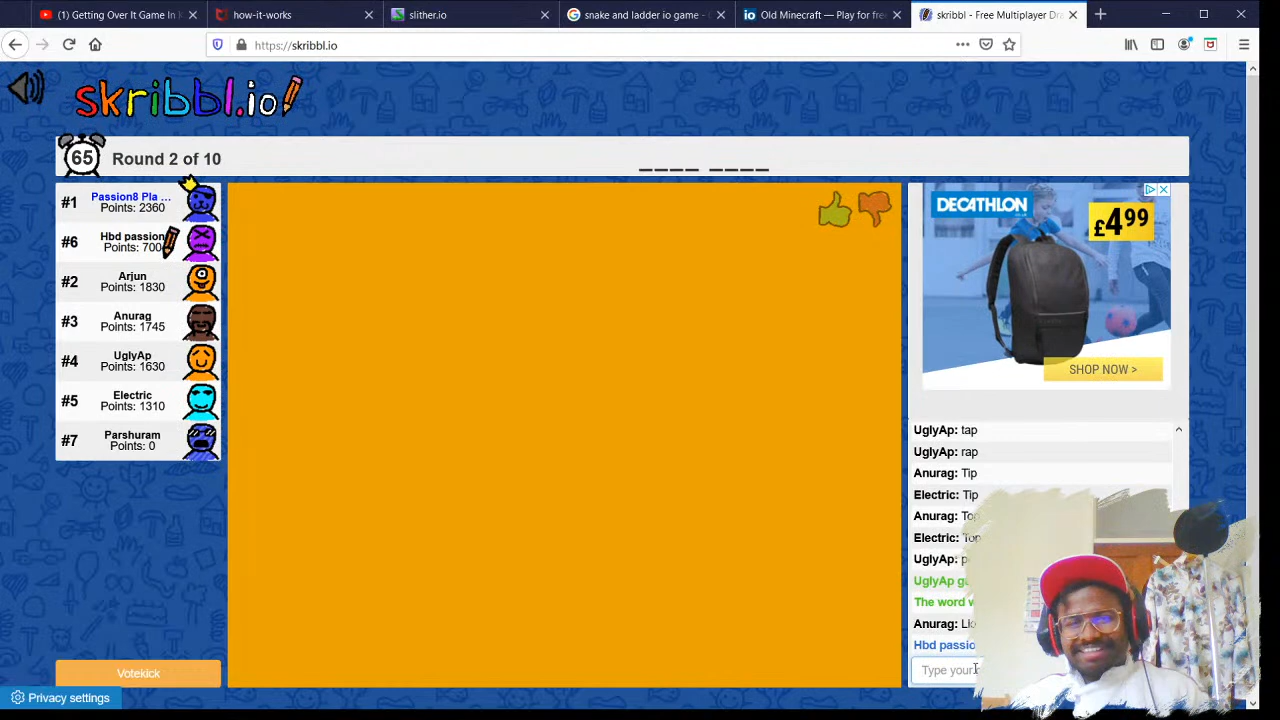 (1) Getting Over It Game In
how-it-works
slither.io
snake and ladder io game -
Old Minecraft — Play for free
skribbl - Free Multiplayer Dr
https://skribbl.io
skribbl.io
65
Round 2 of 10
____ ____
#1 Passion8 Pla ...
Points: 2360
#6 Hbd passion
Points: 700
#2 Arjun
Points: 1830
#3 Anurag
Points: 1745
#4 UglyAp
Points: 1630
#5 Electric
Points: 1310
#7 Parshuram
Points: 0
Votekick
Privacy settings
DECATHLON
£4.99
SHOP NOW >
UglyAp: tap
UglyAp: rap
Anurag: Tip
Electric: Tip
Anurag:
Electric:
UglyAp:
UglyAp
The word
Anurag:
Hbd passio
Type your